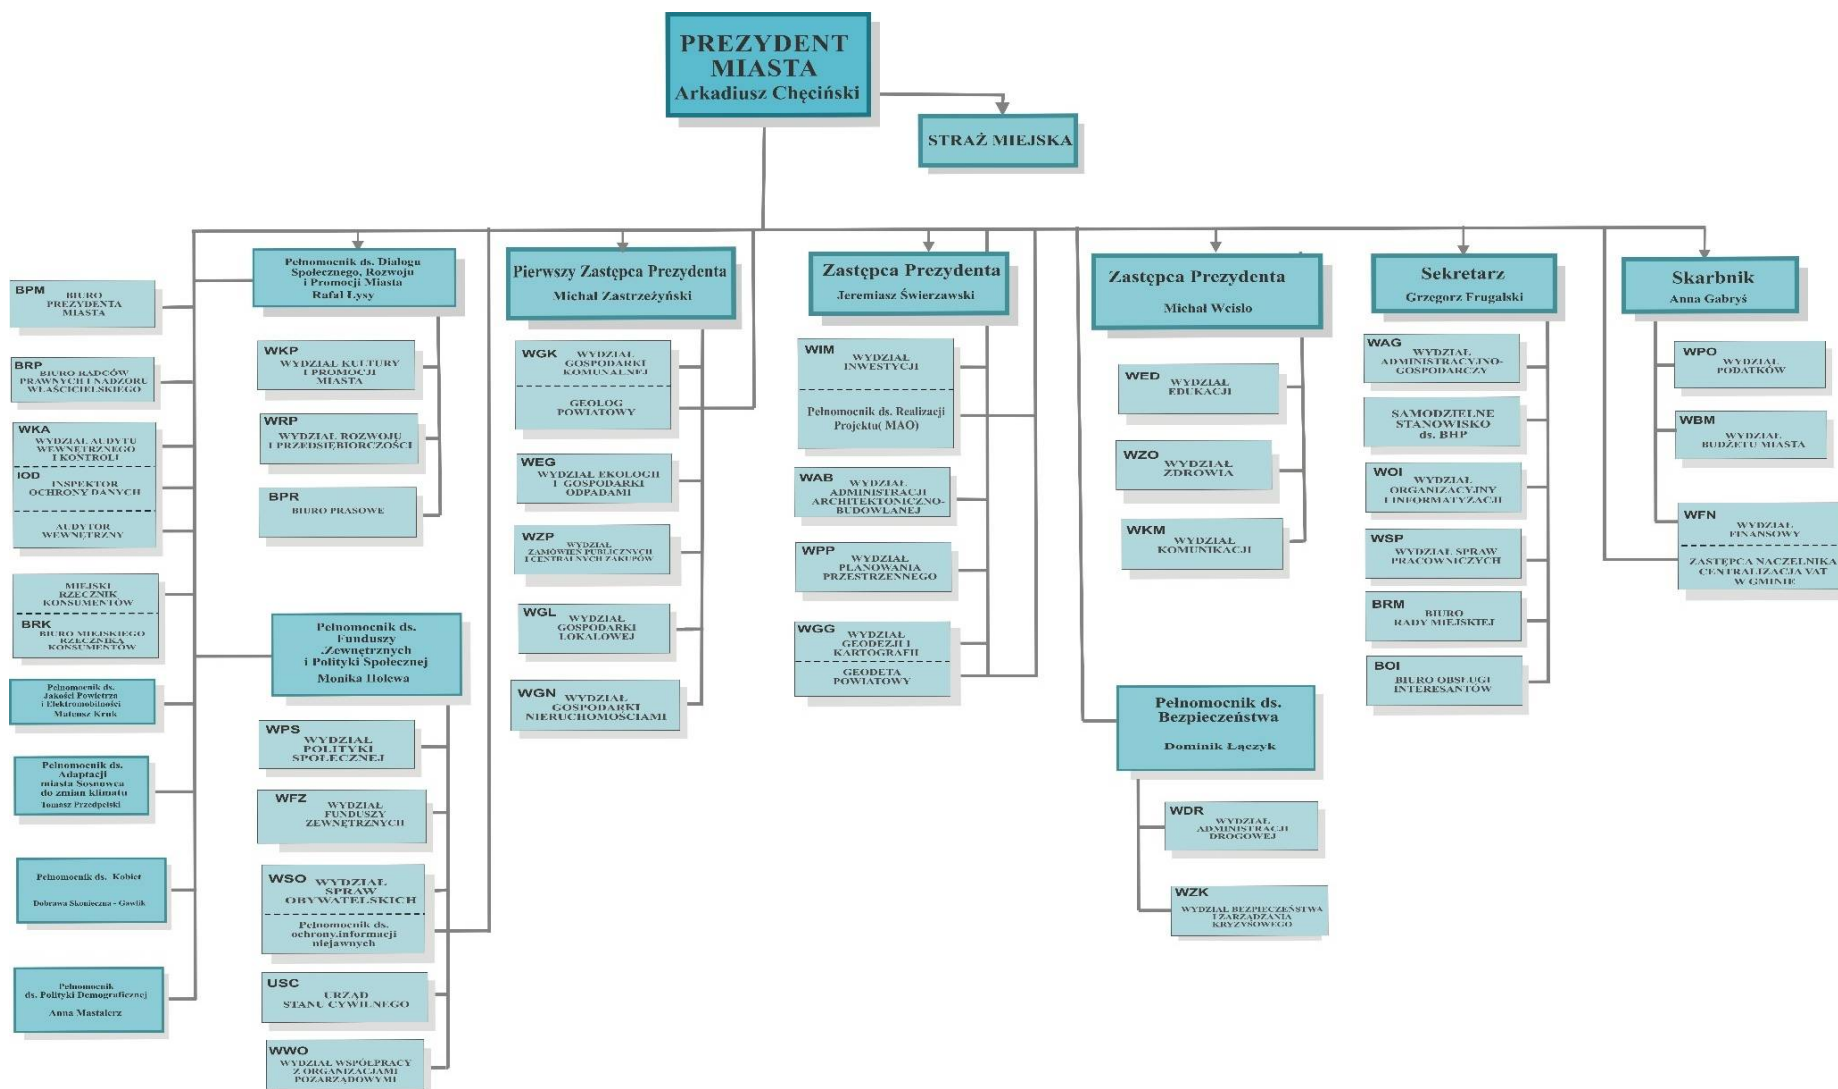 PREZYDENT
MIASTA
Arkadiusz Chęciński
STRAŻ MIEJSKA
BPM
BIURO
PREZYDENTA
MIASTA
BRP
BIURO RADCÓW
PRAWNYCH I NADZORU
WŁAŚCICIELSKIEGO
WKA
WYDZIAŁ AUDYTU
WEWNĘTRZNEGO
I KONTROLI
IOD
INSPEKTOR
OCHRONY DANYCH
AUDYTOR
WEWNĘTRZNY
MIEJSKI
RZECZNIK
KONSUMENTÓW
BRK
BIURO MIEJSKIEGO
RZECZNIKA
KONSUMENTÓW
Pełnomocnik ds.
Jakości Powietrza
i Elektromobilności
Mateusz Kruk
Pełnomocnik ds.
Adaptacji
miasta Sosnowca
do zmian klimatu
Tomasz Przedpełski
Pełnomocnik ds. Kobiet
Dobrawa Skonieczna - Gawlik
Pełnomocnik
ds. Polityki Demograficznej
Anna Mastalerz
Pełnomocnik ds. Dialogu
Społecznego, Rozwoju
i Promocji Miasta
Rafał Łysy
WKP
WYDZIAŁ KULTURY
I PROMOCJI
MIASTA
WRP
WYDZIAŁ ROZWOJU
I PRZEDSIĘBIORCZOŚCI
BPR
BIURO PRASOWE
Pełnomocnik ds.
Funduszy
.Zewnętrznych
i Polityki Społecznej
Monika Holewa
WPS
WYDZIAŁ
POLITYKI
SPOŁECZNEJ
WFZ
WYDZIAŁ
FUNDUSZY
ZEWNĘTRZNYCH
WSO
WYDZIAŁ
SPRAW
OBYWATELSKICH
Pełnomocnik ds.
ochrony.informacji
niejawnych
USC
URZĄD
STANU CYWILNEGO
WWO
WYDZIAŁ WSPÓŁPRACY
Z ORGANIZACJAMI
POZARZĄDOWYMI
Pierwszy Zastępca Prezydenta
Michał Zastrzeżyński
WGK
WYDZIAŁ
GOSPODARKI
KOMUNALNEJ
GEOLOG
POWIATOWY
WEG
WYDZIAŁ EKOLOGII
I GOSPODARKI
ODPADAMI
WZP
WYDZIAŁ
ZAMÓWIEŃ PUBLICZNYCH
I CENTRALNYCH ZAKUPÓW
WGL
WYDZIAŁ
GOSPODARKI
LOKALOWEJ
WGN
WYDZIAŁ
GOSPODARKI
NIERUCHOMOŚCIAMI
Zastępca Prezydenta
Jeremiasz Świerzawski
WIM
WYDZIAŁ
INWESTYCJI
Pełnomocnik ds. Realizacji
Projektu( MAO)
WAB
WYDZIAŁ
ADMINISTRACJI
ARCHITEKTONICZNO-
BUDOWLANEJ
WPP
WYDZIAŁ
PLANOWANIA
PRZESTRZENNEGO
WGG
WYDZIAŁ
GEODEZJI I
KARTOGRAFII
GEODETA
POWIATOWY
Zastępca Prezydenta
Michał Wcisło
WED
WYDZIAŁ
EDUKACJI
WZO
WYDZIAŁ
ZDROWIA
WKM
WYDZIAŁ
KOMUNIKACJI
Pełnomocnik ds.
Bezpieczeństwa
Dominik Łączyk
WDR
WYDZIAŁ
ADMINISTRACJI
DROGOWEJ
WZK
WYDZIAŁ BEZPIECZEŃSTWA
I ZARZĄDZANIA
KRYZYSOWEGO
Sekretarz
Grzegorz Frugalski
WAG
WYDZIAŁ
ADMINISTRACYJNO-
GOSPODARCZY
SAMODZIELNE
STANOWISKO
ds. BHP
WOI
WYDZIAŁ
ORGANIZACYJNY
I INFORMATYZACJI
WSP
WYDZIAŁ SPRAW
PRACOWNICZYCH
BRM
BIURO
RADY MIEJSKIEJ
BOI
BIURO OBSŁUGI
INTERESANTÓW
Skarbnik
Anna Gabryś
WPO
WYDZIAŁ
PODATKÓW
WBM
WYDZIAŁ
BUDŻETU MIASTA
WFN
WYDZIAŁ
FINANSOWY
ZASTĘPCA NACZELNIKA
CENTRALIZACJA VAT
W GMINIE